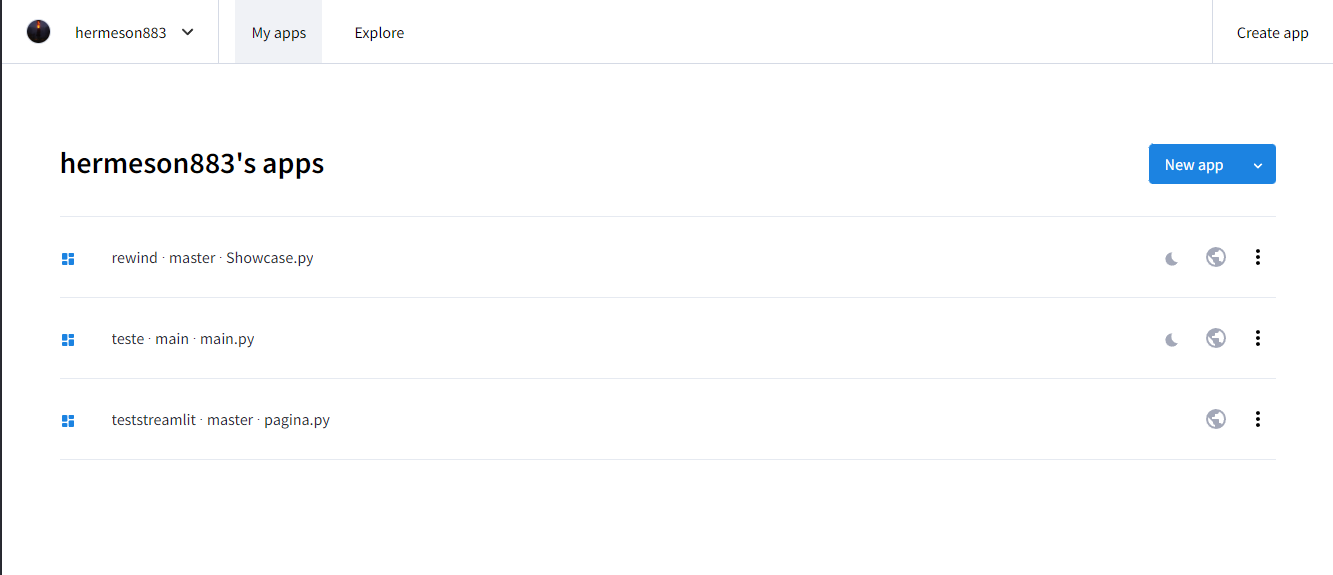 hermeson883 My apps Explore Create app
hermeson883's apps New app
rewind · master · Showcase.py
teste · main · main.py
teststreamlit · master · pagina.py